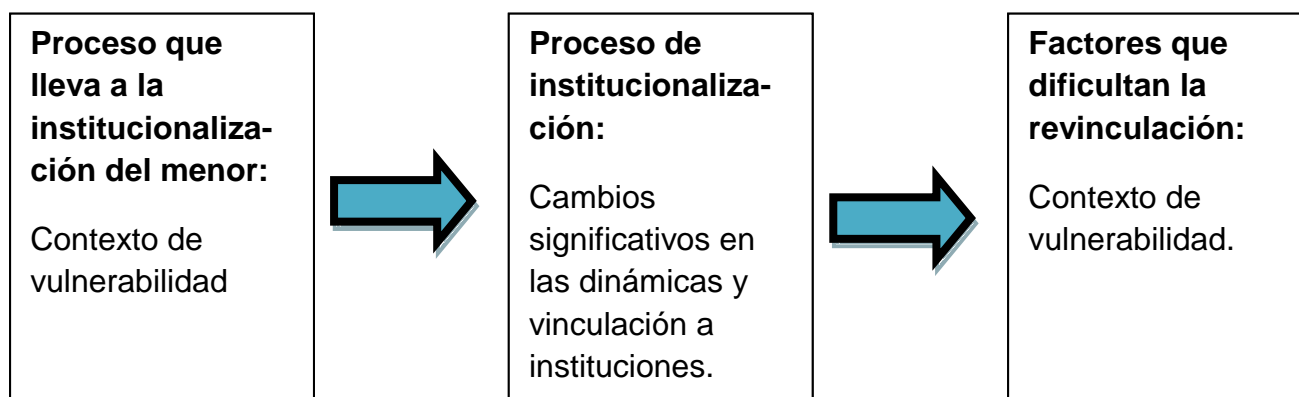 Proceso que
lleva a la
institucionaliza-
ción del menor:
Contexto de
vulnerabilidad
Proceso de
institucionaliza-
ción:
Cambios
significativos en
las dinámicas y
vinculación a
instituciones.
Factores que
dificultan la
revinculación:
Contexto de
vulnerabilidad.